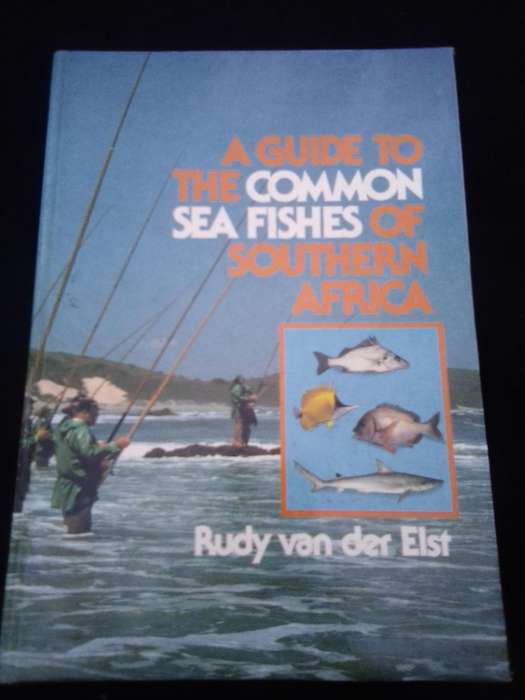 A GUIDE TO
THE COMMON
SEA FISHES OF
SOUTHERN
AFRICA
Rudy van der Elst